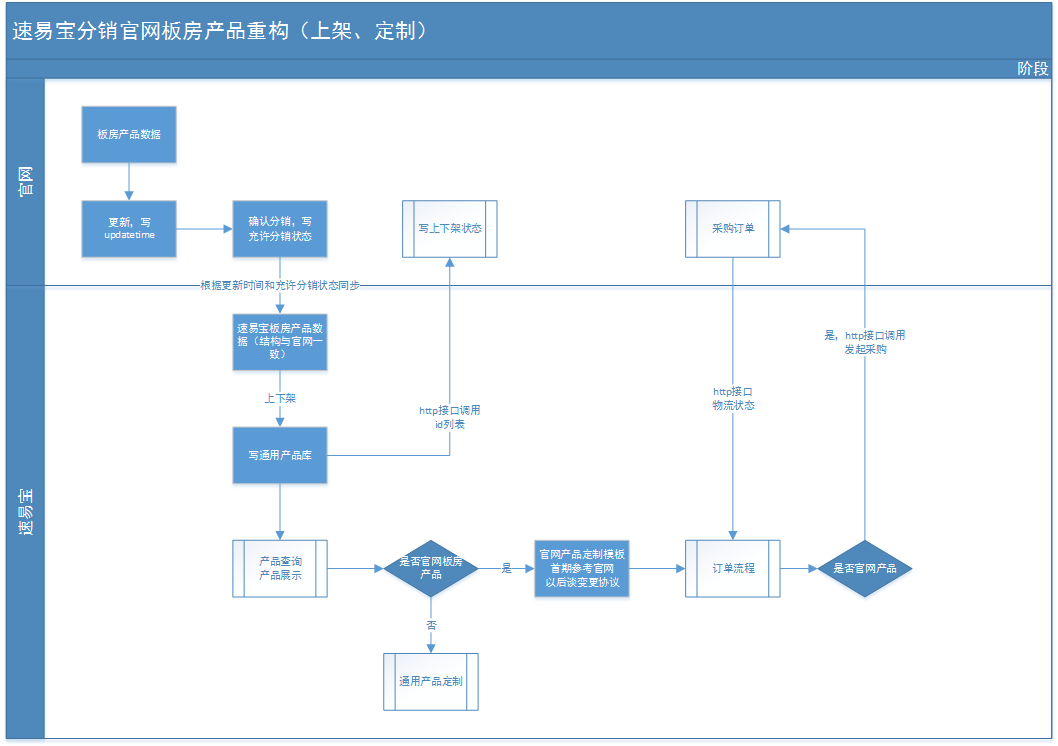 速易宝分销官网板房产品重构（上架、定制）
阶段
官网
板房产品数据
更新，写
updatetime
确认分销，写
允许分销状态
写上下架状态
采购订单
根据更新时间和允许分销状态同步
速易宝
速易宝板房产品数
据（结构与官网一
致）
是，http接口调用
发起采购
上下架
http接口
物流状态
http接口调用
id列表
写通用产品库
产品查询
产品展示
是否官网板房
产品
是
官网产品定制模板
首期参考官网
以后谈变更协议
订单流程
是否官网产品
否
通用产品定制